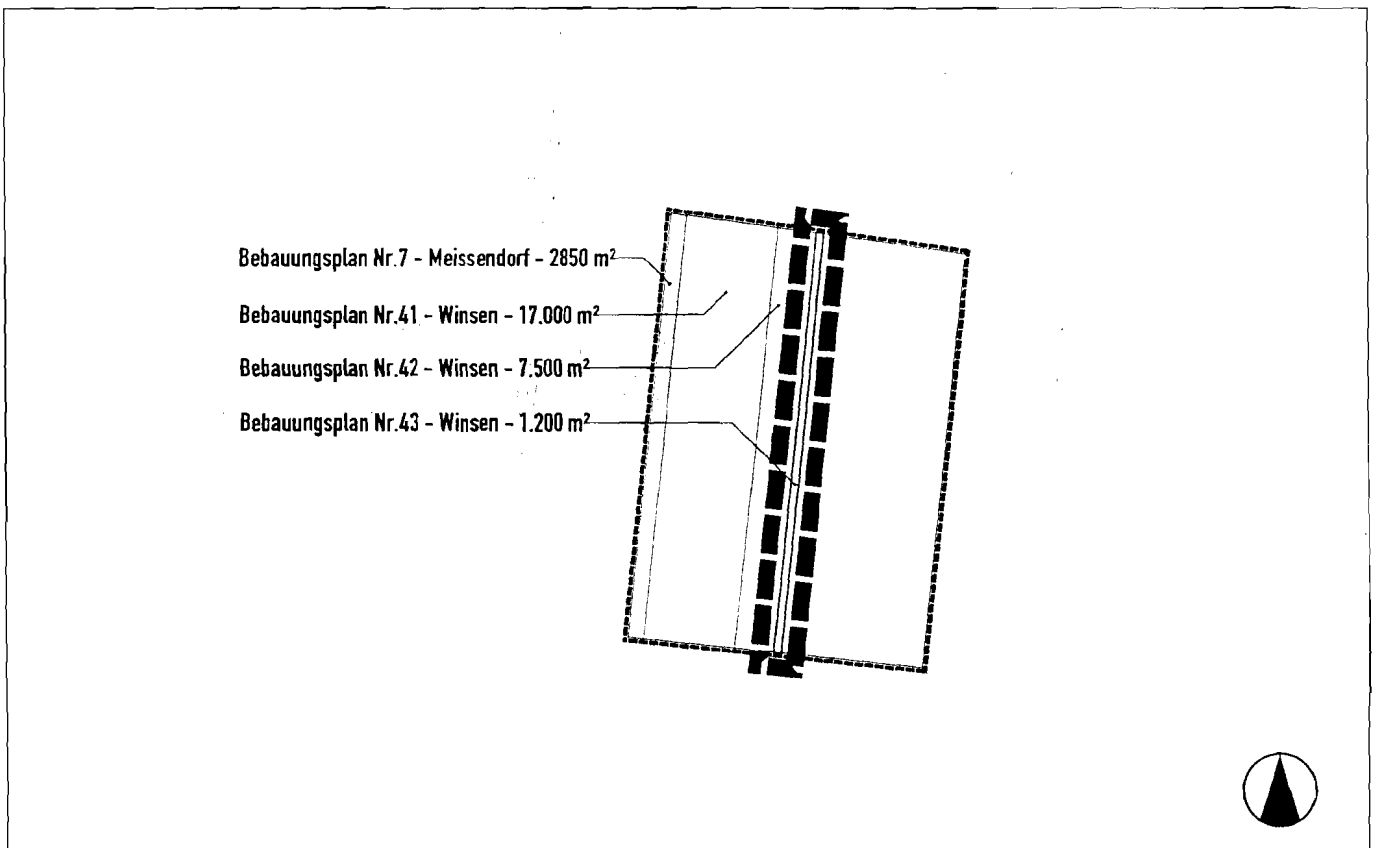 Bebauungsplan Nr.7 - Meissendorf - 2850 m²
Bebauungsplan Nr.41 - Winsen - 17.000 m²
Bebauungsplan Nr.42 - Winsen - 7.500 m²
Bebauungsplan Nr.43 - Winsen - 1.200 m²